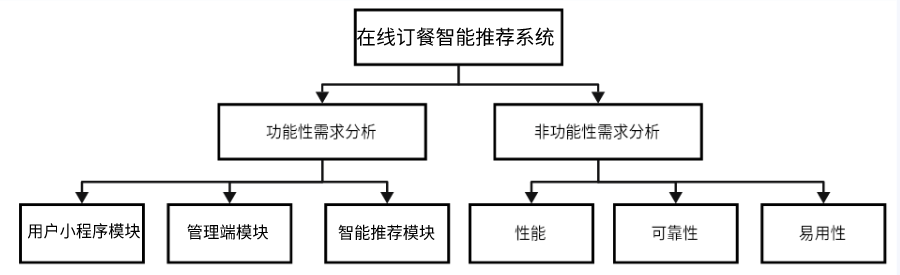 在线订餐智能推荐系统
功能性需求分析
非功能性需求分析
用户小程序模块
管理端模块
智能推荐模块
性能
可靠性
易用性